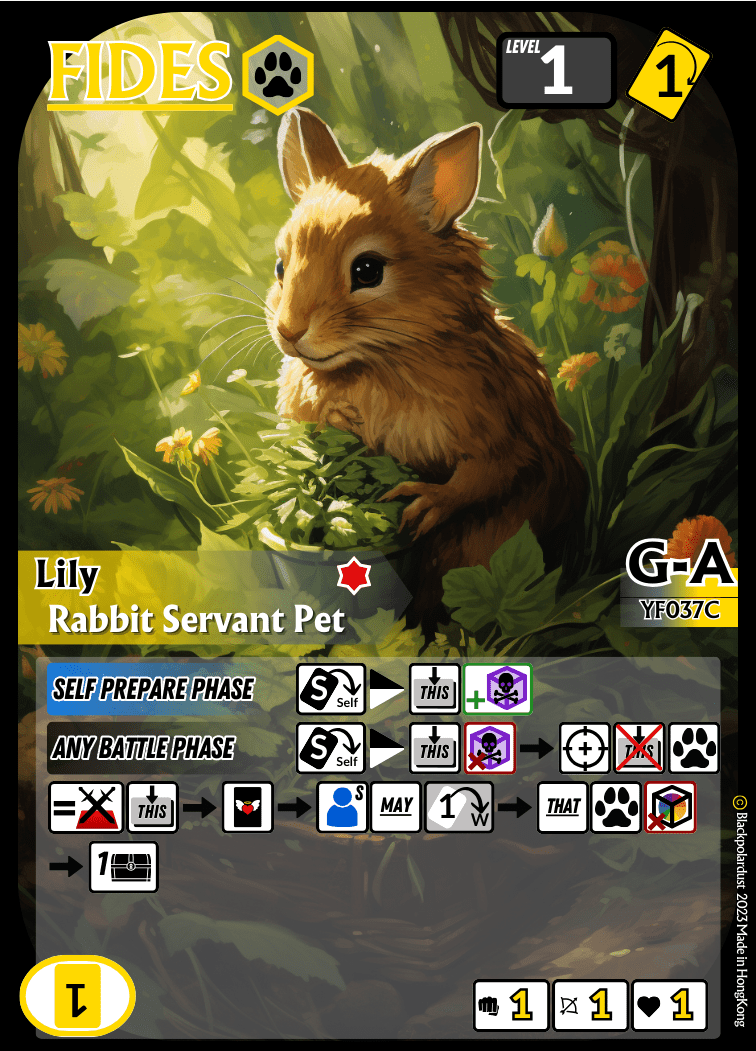 FIDES
LEVEL 1
1
Lily
Rabbit Servant Pet
G-A
YF037C
SELF PREPARE PHASE S Self THIS +
ANY BATTLE PHASE S Self THIS THIS
= THIS S MAY 1 W THAT
1
1
1 1 1
© Blackpolardust 2023 Made in HongKong